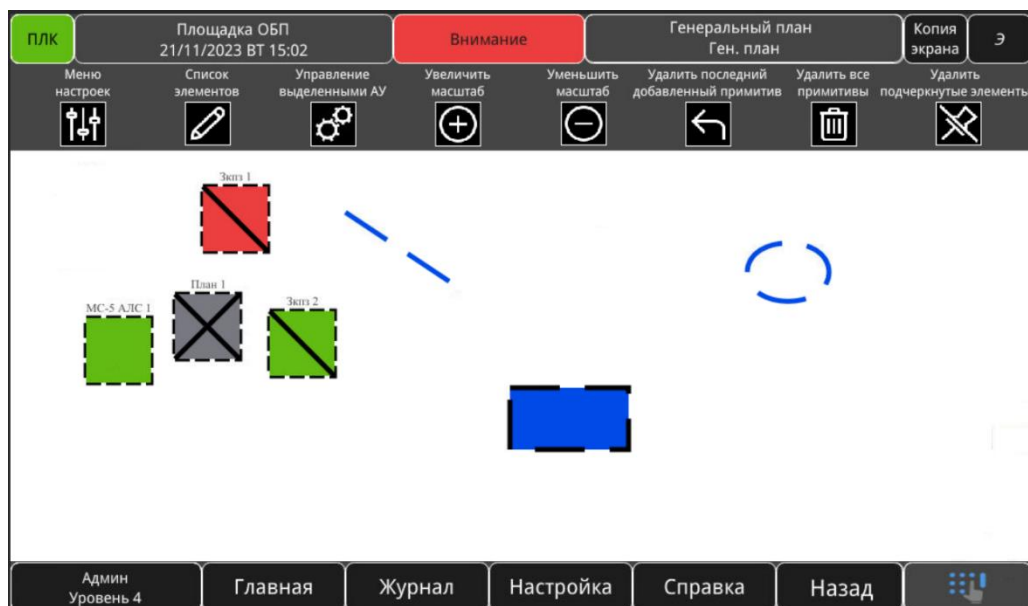 ПЛК
Площадка ОБП
21/11/2023 ВТ 15:02
Внимание
Генеральный план
Ген. план
Копия
экрана
Э
Меню
настроек
Список
элементов
Управление
выделенными АУ
Увеличить
масштаб
Уменьшить
масштаб
Удалить последний
добавленный примитив
Удалить все
примитивы
Удалить
подчеркнутые элементы
Зкпз 1
План 1
МС-5 АЛС 1
Зкпз 2
Админ
Уровень 4
Главная
Журнал
Настройка
Справка
Назад